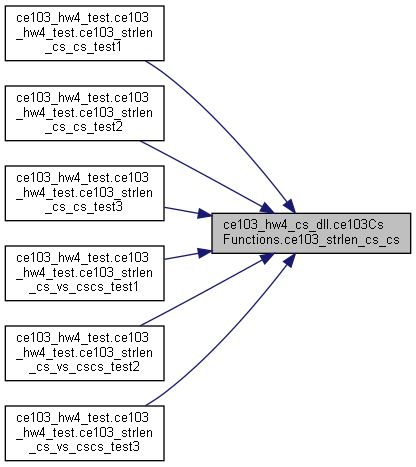 ce103_hw4_test.ce103
_hw4_test.ce103_strlen
_cs_cs_test1
ce103_hw4_test.ce103
_hw4_test.ce103_strlen
_cs_cs_test2
ce103_hw4_test.ce103
_hw4_test.ce103_strlen
_cs_cs_test3
ce103_hw4_cs_dll.ce103Cs
Functions.ce103_strlen_cs_cs
ce103_hw4_test.ce103
_hw4_test.ce103_strlen
_cs_vs_cscs_test1
ce103_hw4_test.ce103
_hw4_test.ce103_strlen
_cs_vs_cscs_test2
ce103_hw4_test.ce103
_hw4_test.ce103_strlen
_cs_vs_cscs_test3